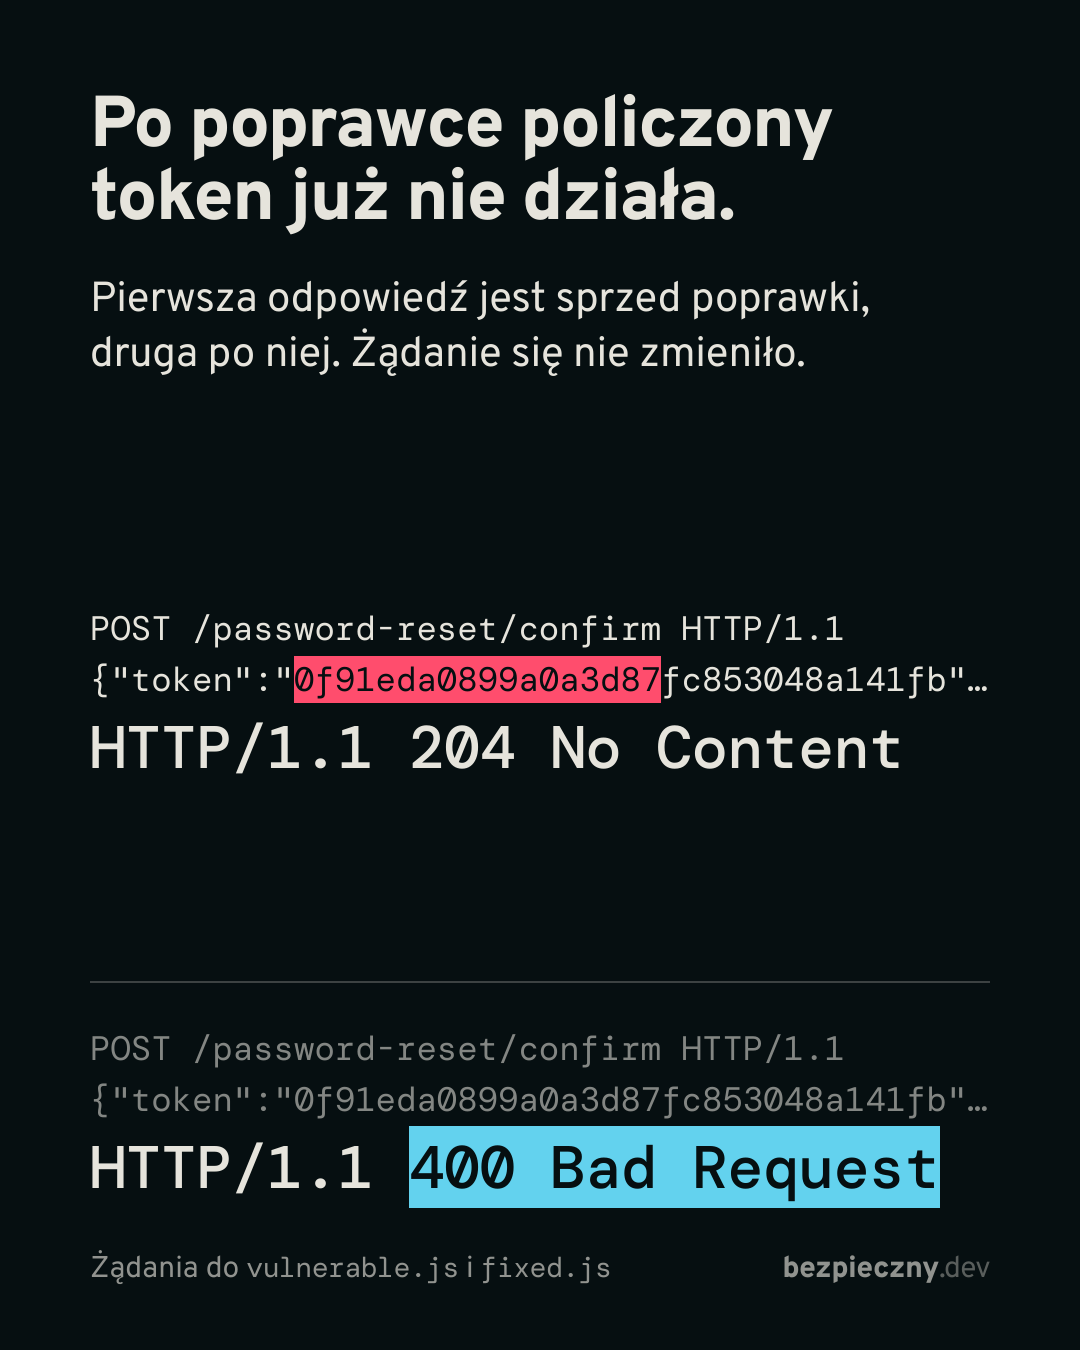 Po poprawce policzony
token już nie działa.
Pierwsza odpowiedź jest sprzed poprawki,
druga po niej. Żądanie się nie zmieniło.
POST /password-reset/confirm HTTP/1.1
{"token":"0f91eda0899a0a3d87fc853048a141fb"…
HTTP/1.1 204 No Content
POST /password-reset/confirm HTTP/1.1
{"token":"0f91eda0899a0a3d87fc853048a141fb"…
HTTP/1.1 400 Bad Request
Żądania do vulnerable.js i fixed.js
bezpieczny.dev